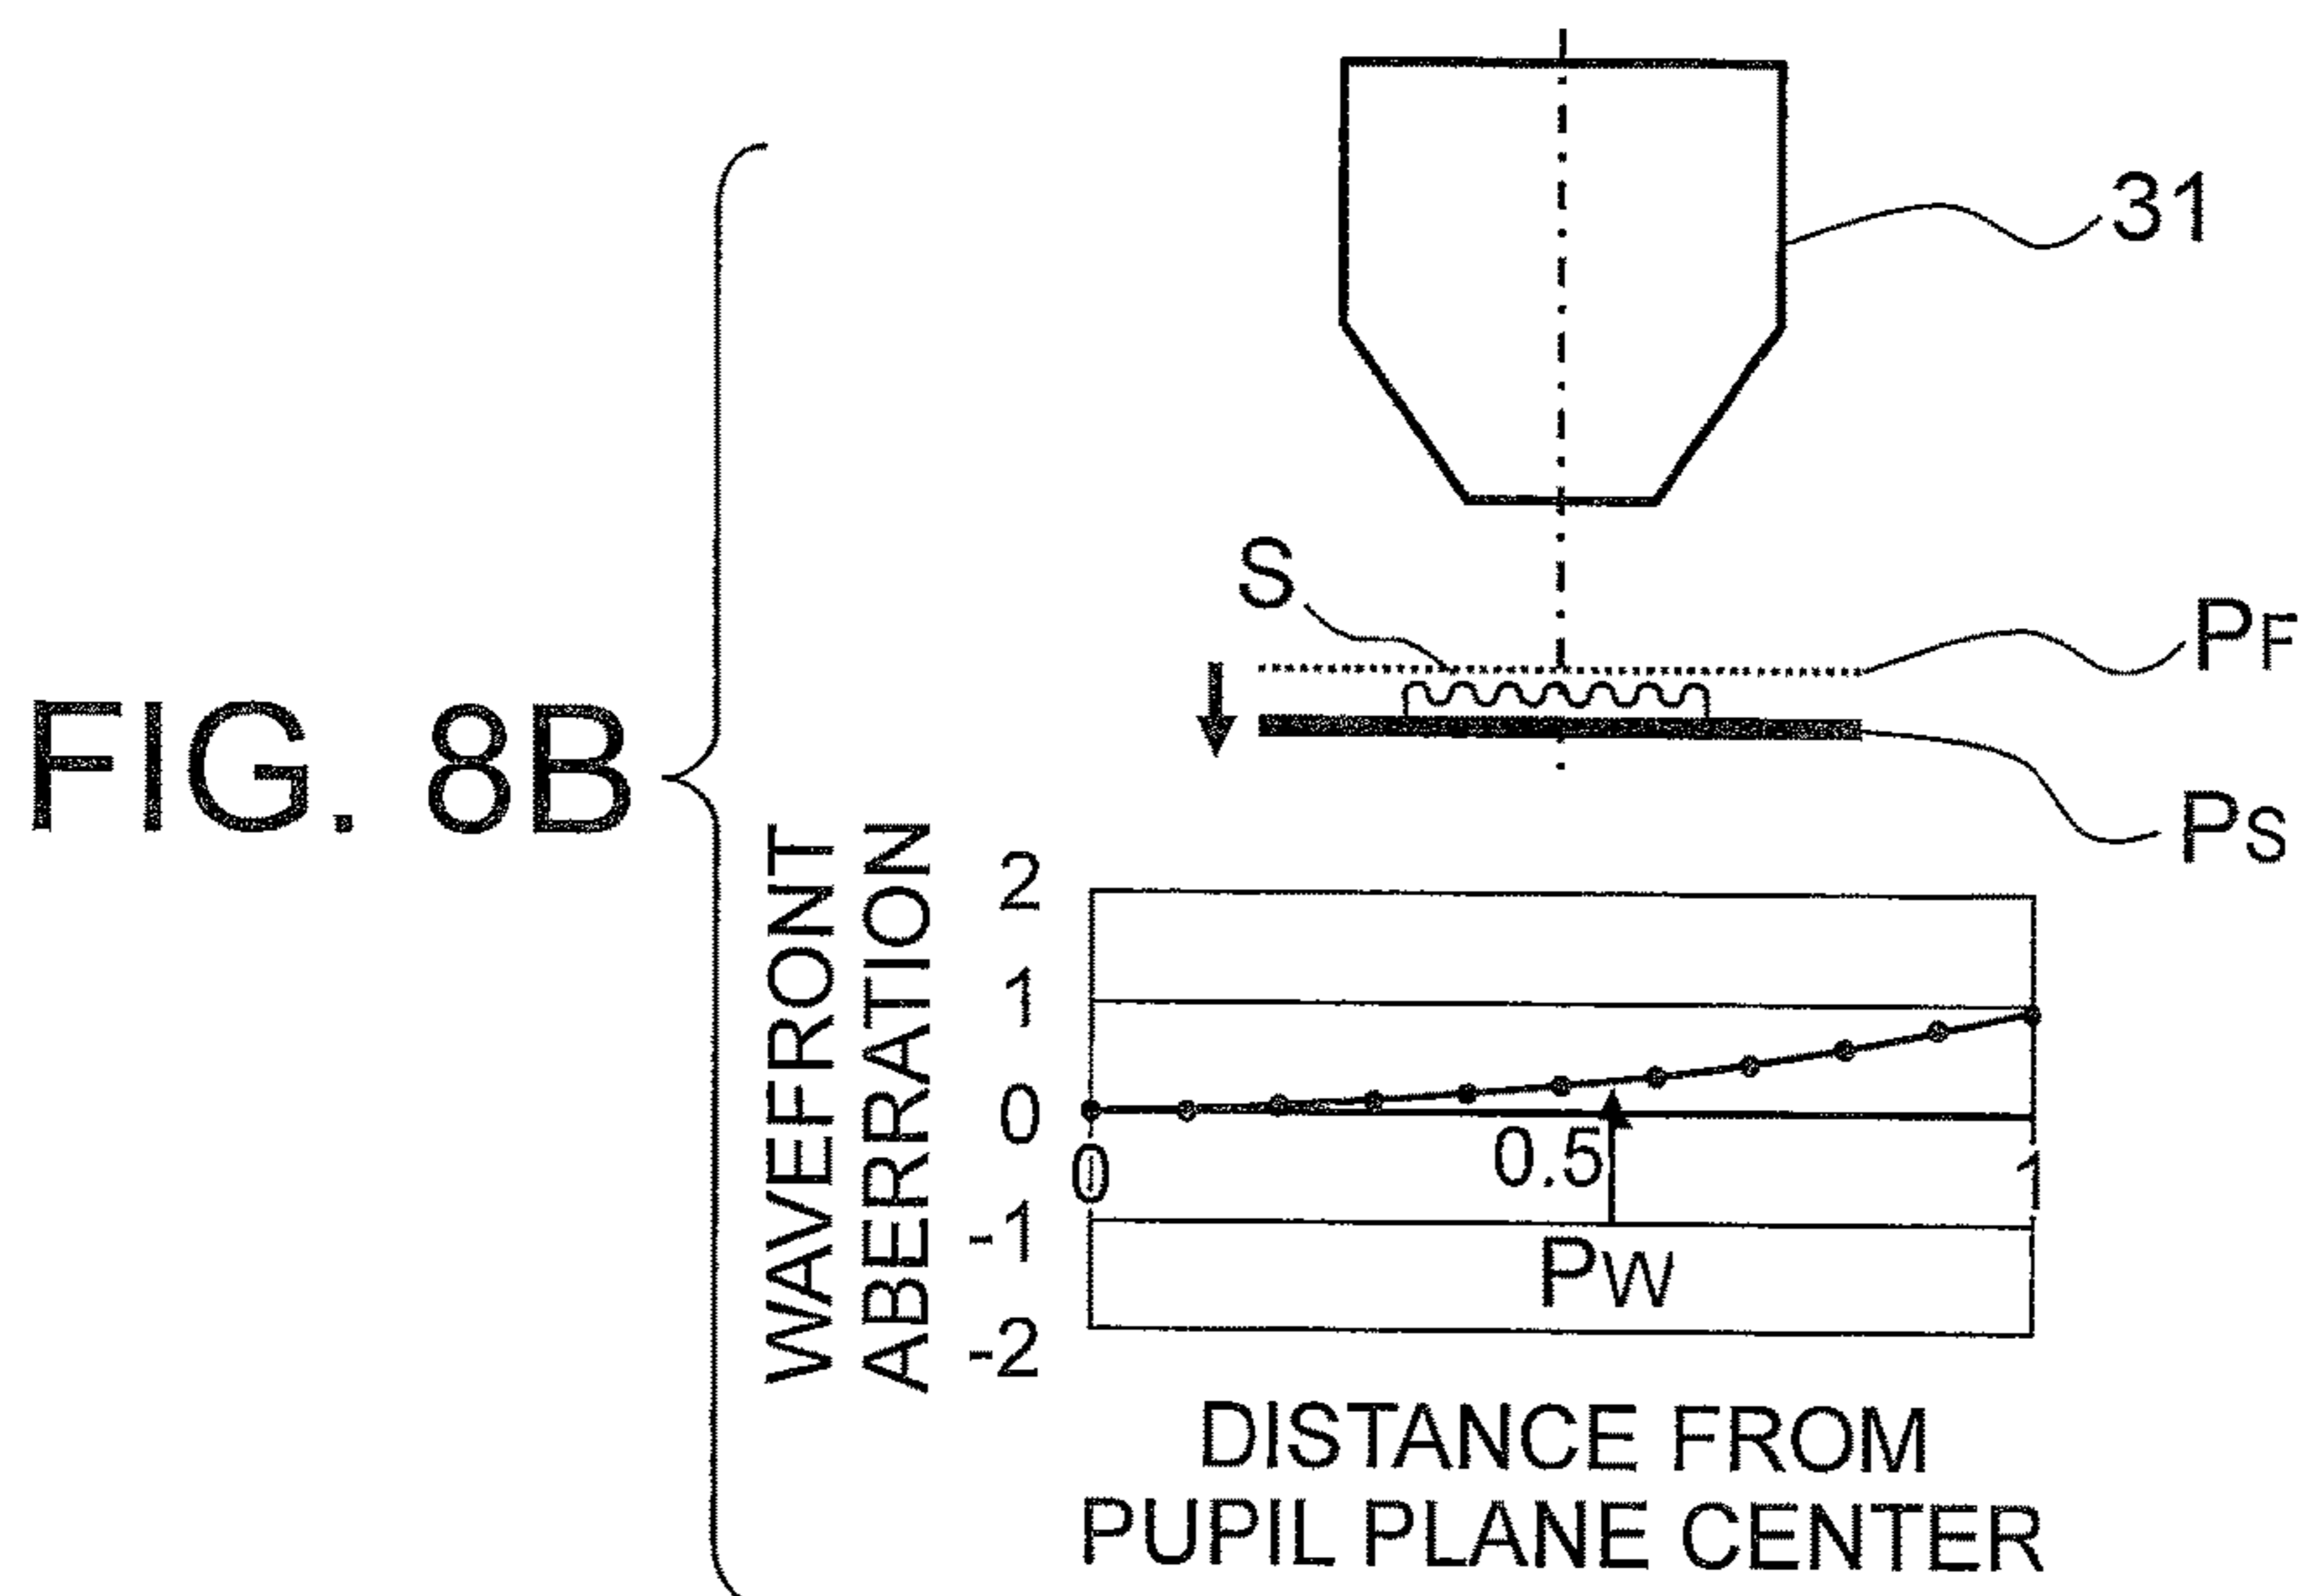 FIG. 8B
31
S
PF
PS
WAVEFRONT
ABERRATION
2
1
0
-1
-2
0
0.5
1
PW
DISTANCE FROM
PUPIL PLANE CENTER